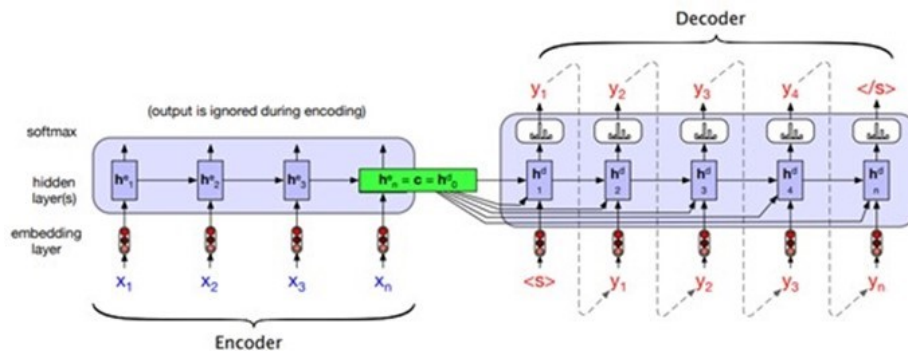 Decoder
y₁ y₂ y₃ y₄ </s>
(output is ignored during encoding)
softmax
hidden layer(s)
hᵉ₁ hᵉ₂ hᵉ₃ hᵉₙ = c = hᵈ₀ hᵈ₁ hᵈ₂ hᵈ₃ hᵈ₄ hᵈₙ
embedding layer
x₁ x₂ x₃ xₙ <s> y₁ y₂ y₃ yₙ
Encoder